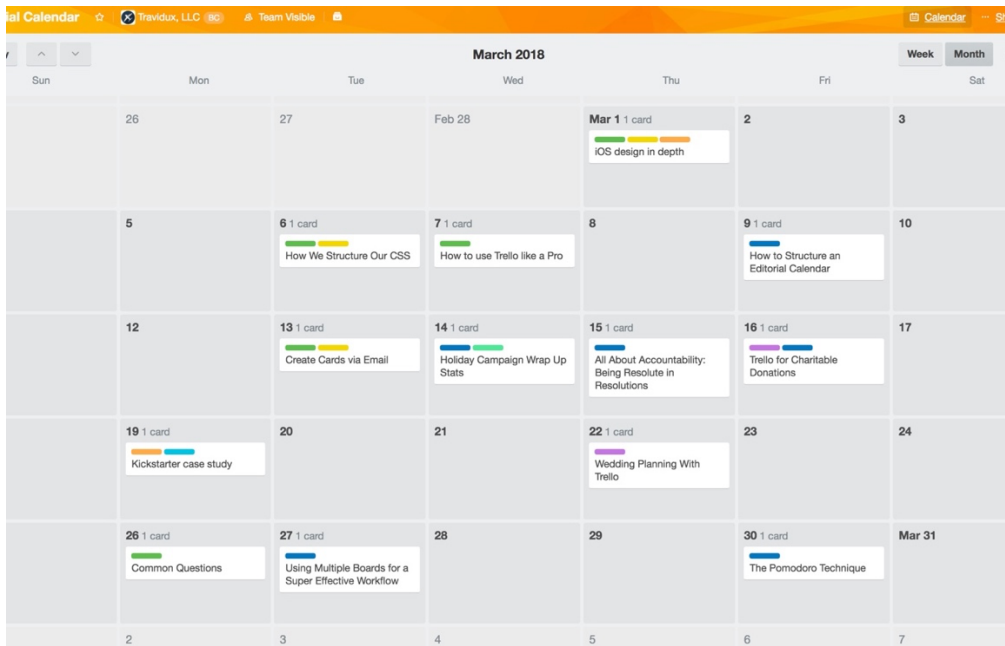 ial Calendar Travidux, LLC BC Team Visible Calendar
March 2018 Week Month
Sun Mon Tue Wed Thu Fri Sat
26 27 Feb 28 Mar 1 1 card 2 3
iOS design in depth
5 6 1 card 7 1 card 8 9 1 card 10
How We Structure Our CSS How to use Trello like a Pro How to Structure an
Editorial Calendar
12 13 1 card 14 1 card 15 1 card 16 1 card 17
Create Cards via Email Holiday Campaign Wrap Up All About Accountability: Trello for Charitable
Stats Being Resolute in Donations
Resolutions
19 1 card 20 21 22 1 card 23 24
Kickstarter case study Wedding Planning With
Trello
26 1 card 27 1 card 28 29 30 1 card Mar 31
Common Questions Using Multiple Boards for a The Pomodoro Technique
Super Effective Workflow
2 3 4 5 6 7